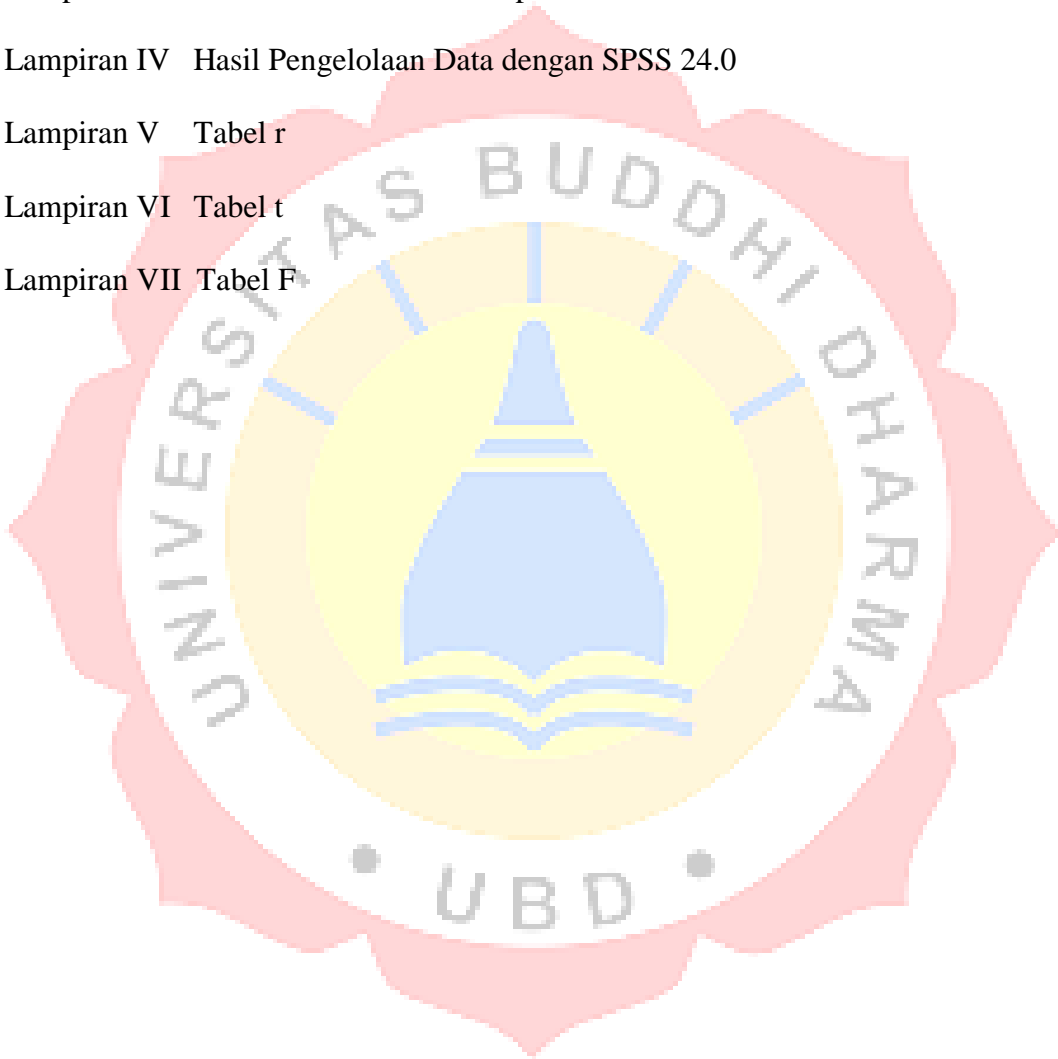 Lampiran IV Hasil Pengelolaan Data dengan SPSS 24.0
Lampiran V Tabel r
Lampiran VI Tabel t
Lampiran VII Tabel F
UNIVERSITAS BUDDHI DHARMA
• UBD •